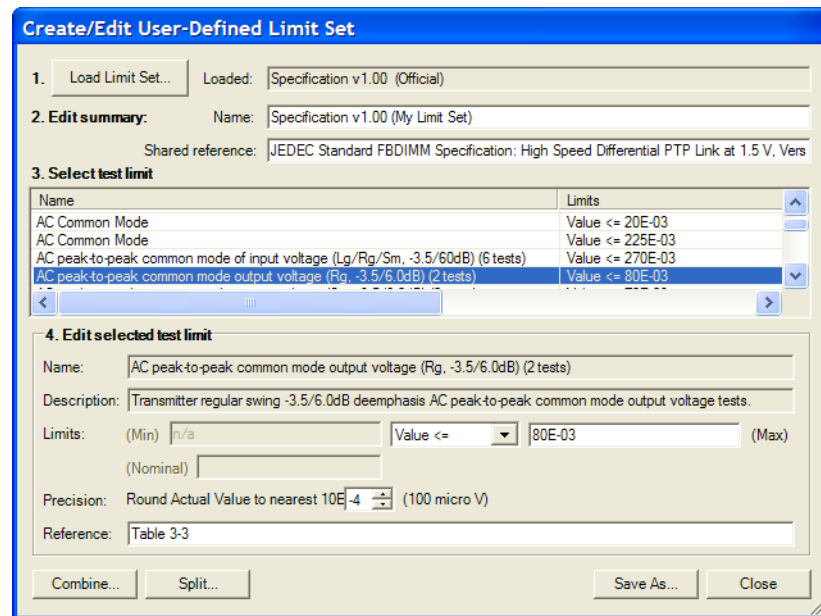 Create/Edit User-Defined Limit Set
1. Load Limit Set... Loaded: Specification v1.00 (Official)
2. Edit summary: Name: Specification v1.00 (My Limit Set)
Shared reference: JEDEC Standard FBDIMM Specification: High Speed Differential PTP Link at 1.5 V, Vers
3. Select test limit
Name Limits
AC Common Mode Value <= 20E-03
AC Common Mode Value <= 225E-03
AC peak-to-peak common mode of input voltage (Lg/Rg/Sm, -3.5/60dB) (6 tests) Value <= 270E-03
AC peak-to-peak common mode output voltage (Rg, -3.5/6.0dB) (2 tests) Value <= 80E-03
4. Edit selected test limit
Name: AC peak-to-peak common mode output voltage (Rg, -3.5/6.0dB) (2 tests)
Description: Transmitter regular swing -3.5/6.0dB deemphasis AC peak-to-peak common mode output voltage tests.
Limits: (Min) n/a Value <= 80E-03 (Max)
(Nominal)
Precision: Round Actual Value to nearest 10E -4 (100 micro V)
Reference: Table 3-3
Combine... Split... Save As... Close